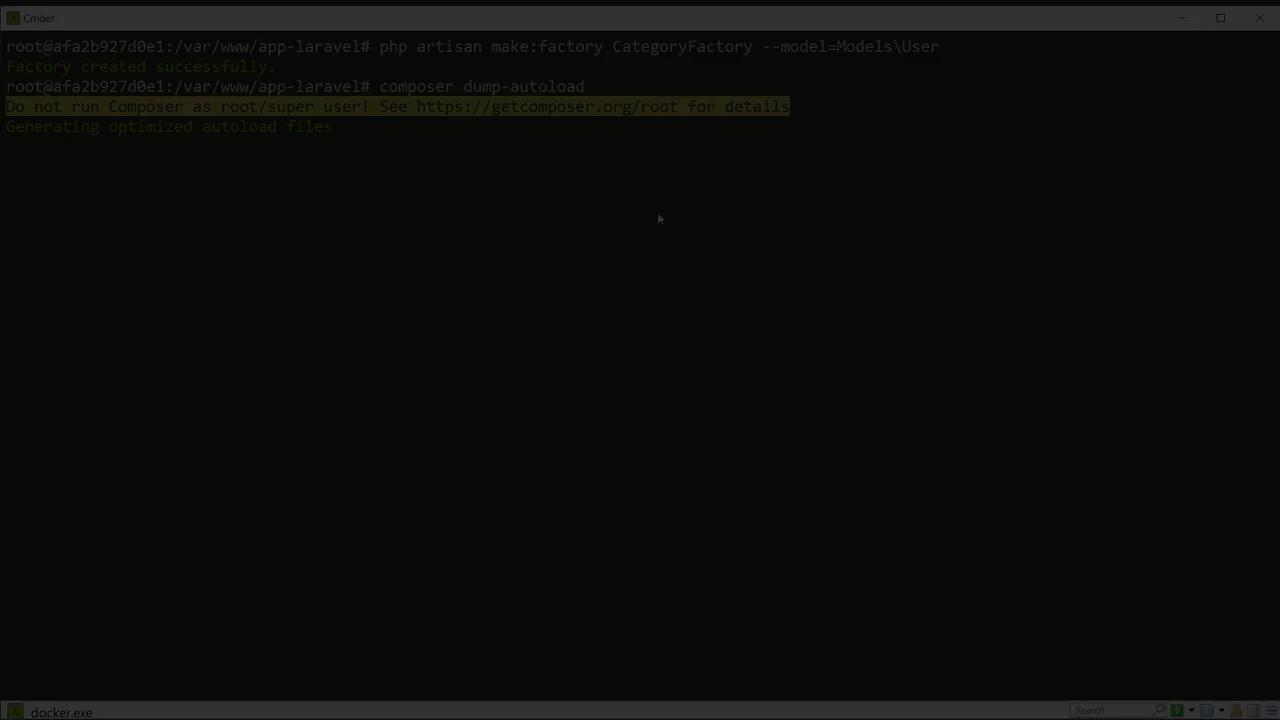 Cmder
root@afa2b927d0e1:/var/www/app-laravel# php artisan make:factory CategoryFactory --model=Models\User
Factory created successfully.
root@afa2b927d0e1:/var/www/app-laravel# composer dump-autoload
Do not run Composer as root/super user! See https://getcomposer.org/root for details
Generating optimized autoload files
docker.exe
Search